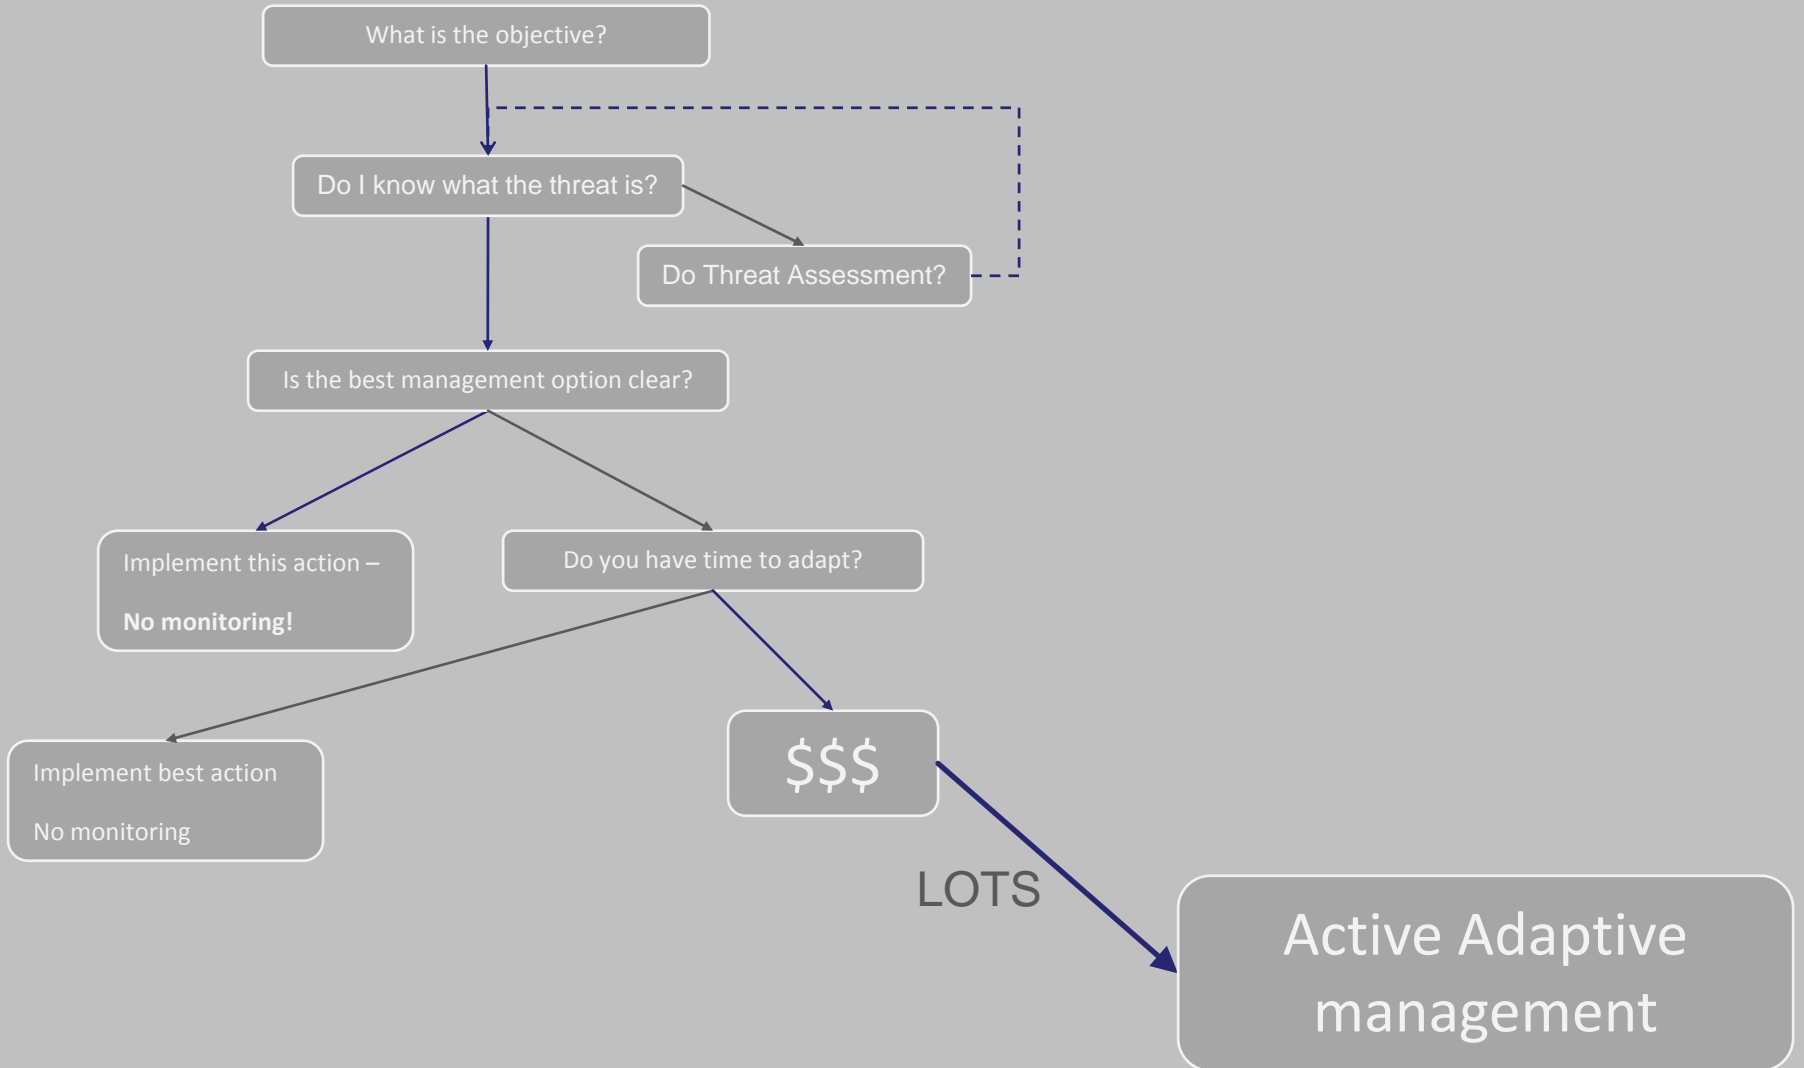 What is the objective?
Do I know what the threat is?
Do Threat Assessment?
Is the best management option clear?
Implement this action –
No monitoring!
Do you have time to adapt?
Implement best action
No monitoring
$$$
LOTS
Active Adaptive
management